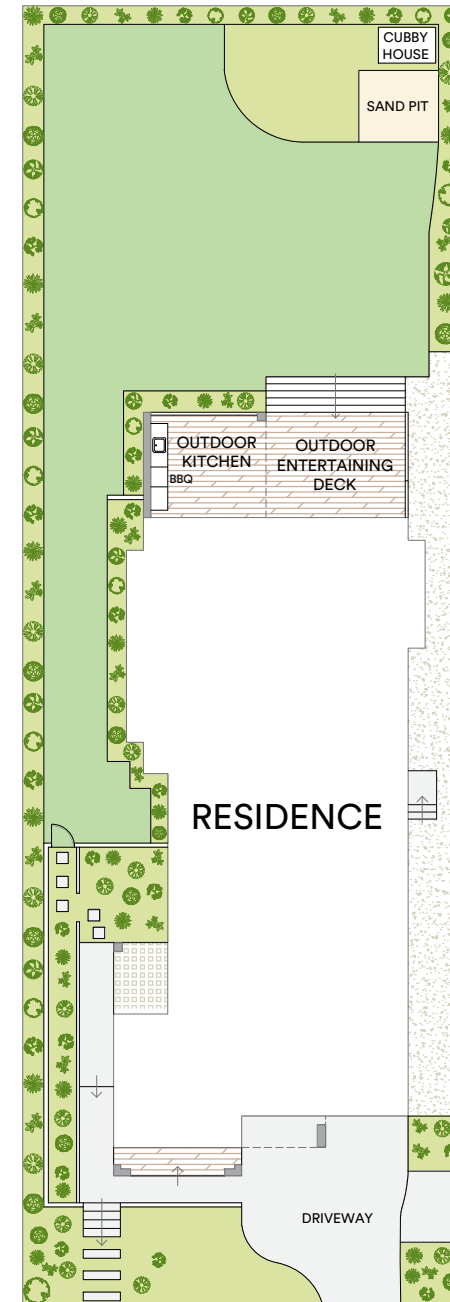 CUBBY
HOUSE
SAND PIT
OUTDOOR
KITCHEN
BBQ
OUTDOOR
ENTERTAINING
DECK
RESIDENCE
DRIVEWAY